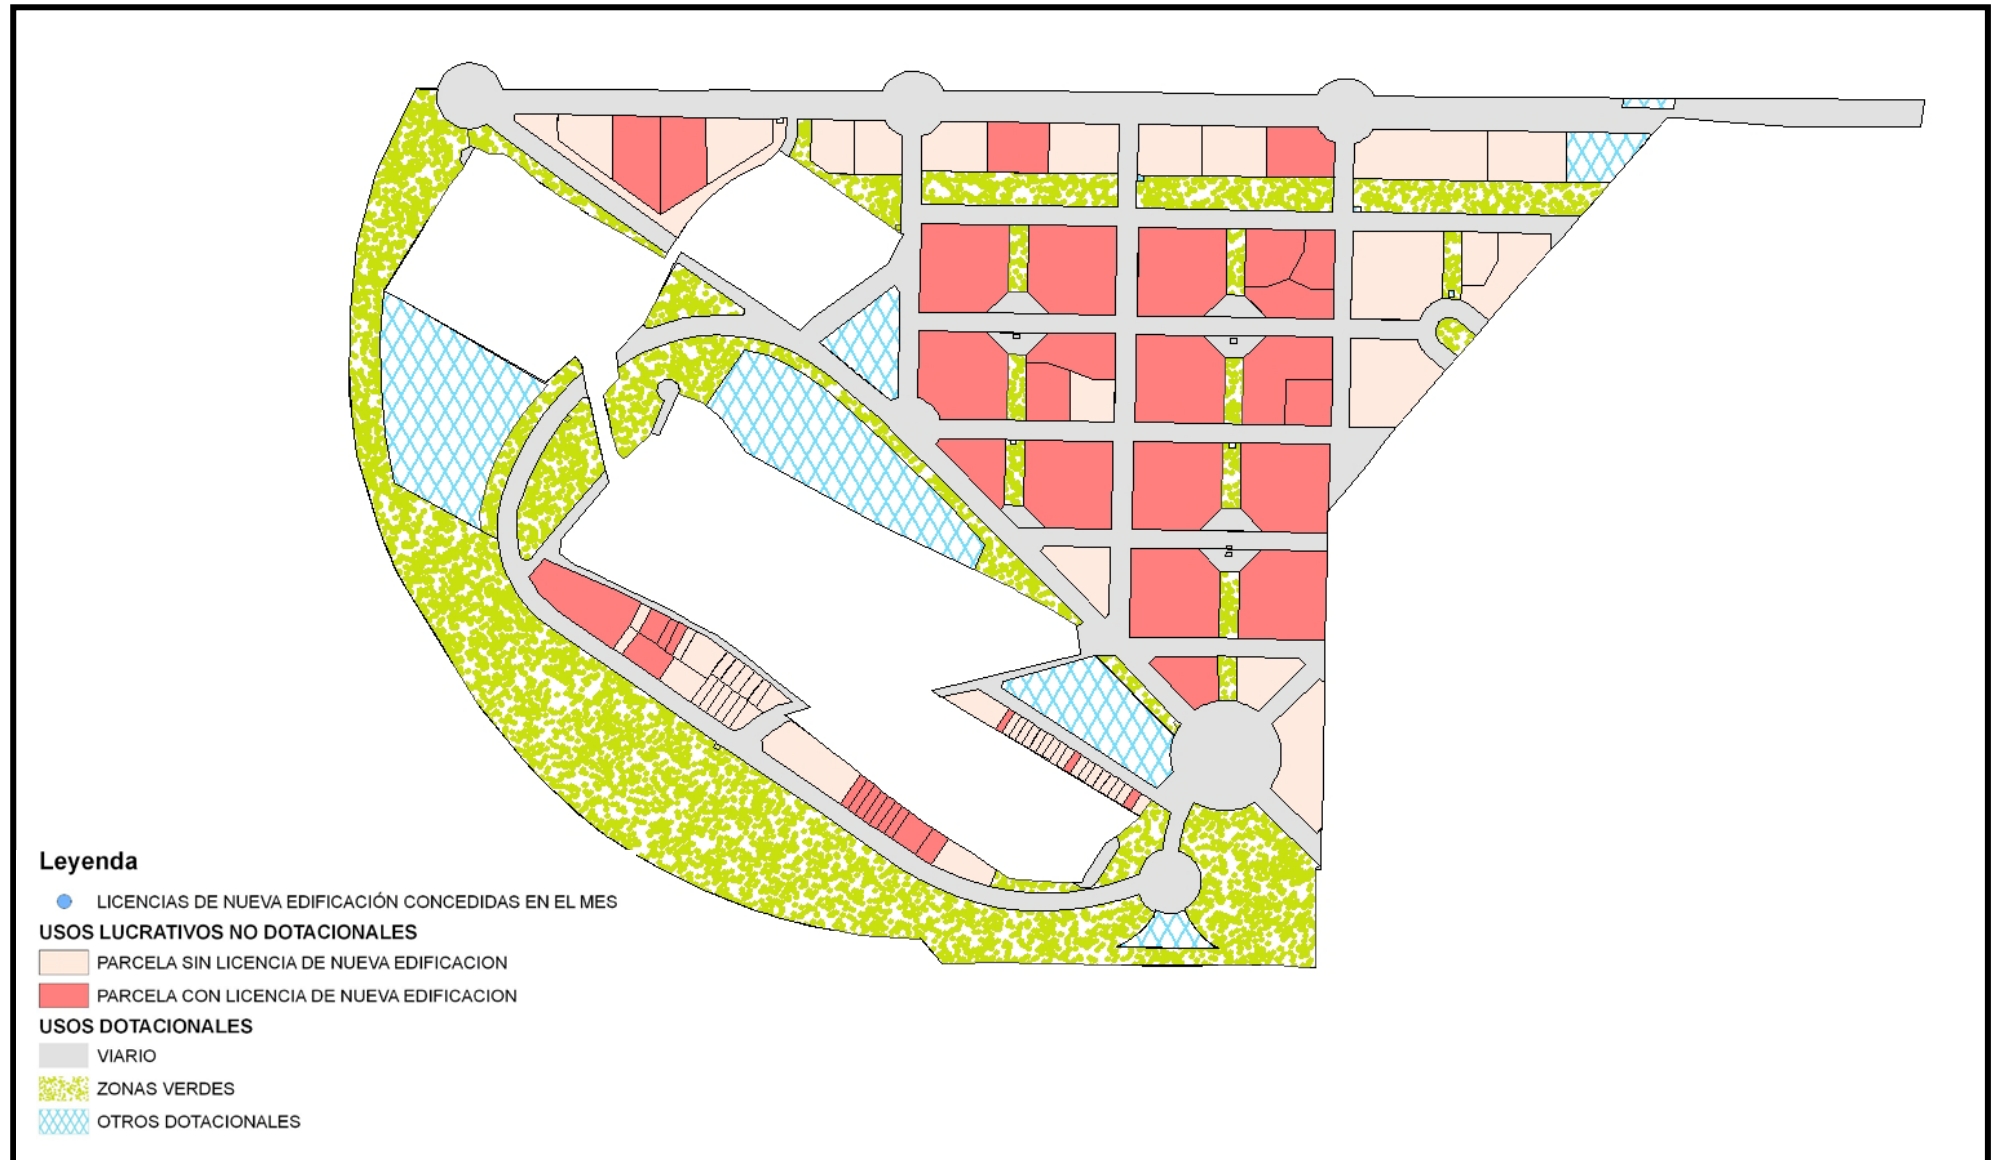 Leyenda
LICENCIAS DE NUEVA EDIFICACIÓN CONCEDIDAS EN EL MES
USOS LUCRATIVOS NO DOTACIONALES
PARCELA SIN LICENCIA DE NUEVA EDIFICACION
PARCELA CON LICENCIA DE NUEVA EDIFICACION
USOS DOTACIONALES
VIARIO
ZONAS VERDES
OTROS DOTACIONALES